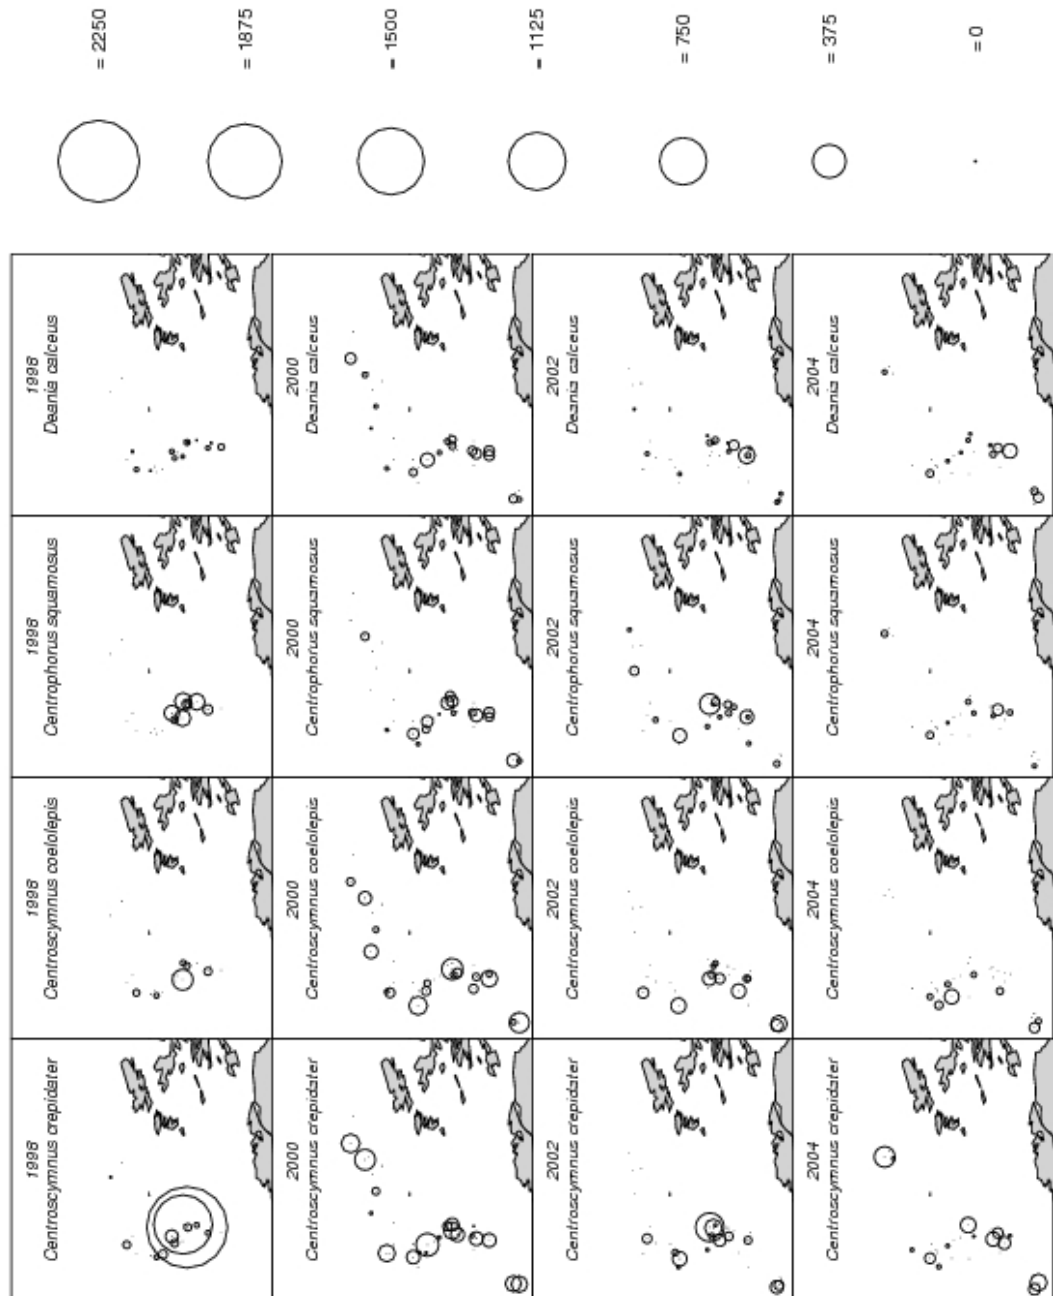 1998
Centroscymnus crepidater
1998
Centroscymnus coelolepis
1998
Centrophorus squamosus
1998
Deania calceus
2000
Centroscymnus crepidater
2000
Centroscymnus coelolepis
2000
Centrophorus squamosus
2000
Deania calceus
2002
Centroscymnus crepidater
2002
Centroscymnus coelolepis
2002
Centrophorus squamosus
2002
Deania calceus
2004
Centroscymnus crepidater
2004
Centroscymnus coelolepis
2004
Centrophorus squamosus
2004
Deania calceus
= 2250
= 1875
- 1500
- 1125
= 750
= 375
= 0